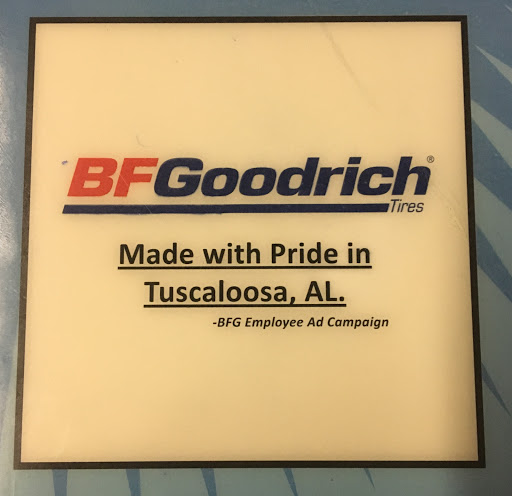 BFGoodrich®
Tires
Made with Pride in
Tuscaloosa, AL.
-BFG Employee Ad Campaign